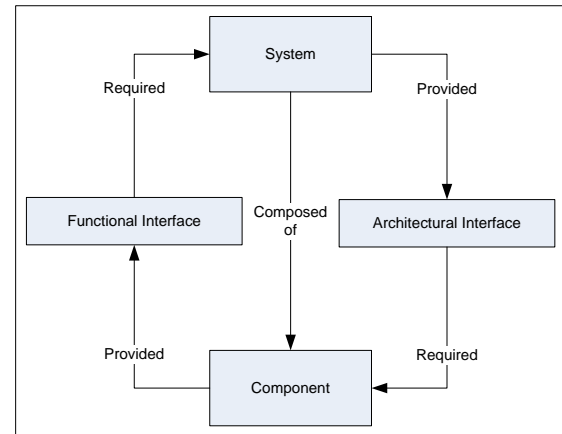 System
Required
Provided
Functional Interface
Composed
of
Architectural Interface
Provided
Required
Component